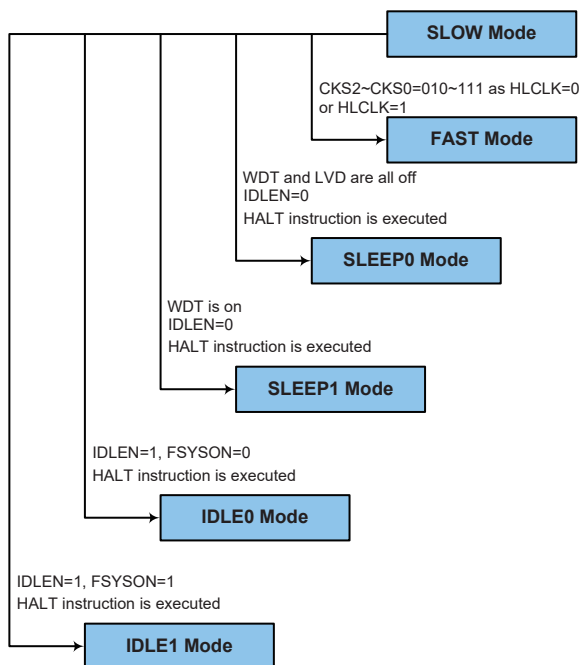 SLOW Mode
CKS2~CKS0=010~111 as HLCLK=0
or HLCLK=1
FAST Mode
WDT and LVD are all off
IDLEN=0
HALT instruction is executed
SLEEP0 Mode
WDT is on
IDLEN=0
HALT instruction is executed
SLEEP1 Mode
IDLEN=1, FSYSON=0
HALT instruction is executed
IDLE0 Mode
IDLEN=1, FSYSON=1
HALT instruction is executed
IDLE1 Mode